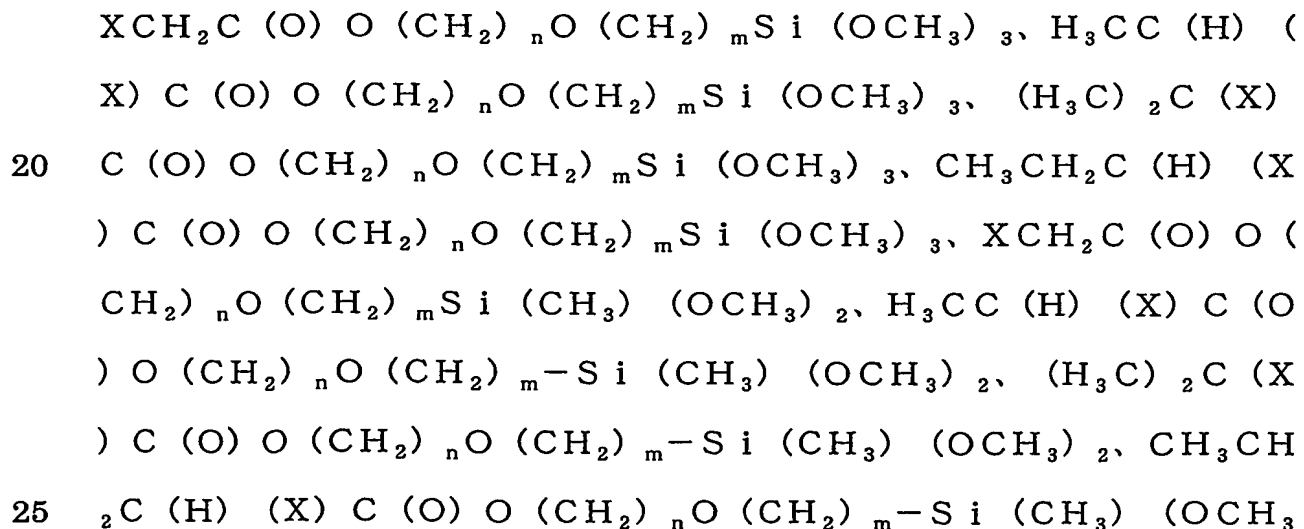 XCH₂C (O) O (CH₂) ₙO (CH₂) ₘSi (OCH₃) ₃、H₃CC (H) (
X) C (O) O (CH₂) ₙO (CH₂) ₘSi (OCH₃) ₃、 (H₃C) ₂C (X)
20 C (O) O (CH₂) ₙO (CH₂) ₘSi (OCH₃) ₃、CH₃CH₂C (H) (X
) C (O) O (CH₂) ₙO (CH₂) ₘSi (OCH₃) ₃、XCH₂C (O) O (
CH₂) ₙO (CH₂) ₘSi (CH₃) (OCH₃) ₂、H₃CC (H) (X) C (O
) O (CH₂) ₙO (CH₂) ₘ−Si (CH₃) (OCH₃) ₂、 (H₃C) ₂C (X
) C (O) O (CH₂) ₙO (CH₂) ₘ−Si (CH₃) (OCH₃) ₂、CH₃CH
25 ₂C (H) (X) C (O) O (CH₂) ₙO (CH₂) ₘ−Si (CH₃) (OCH₃